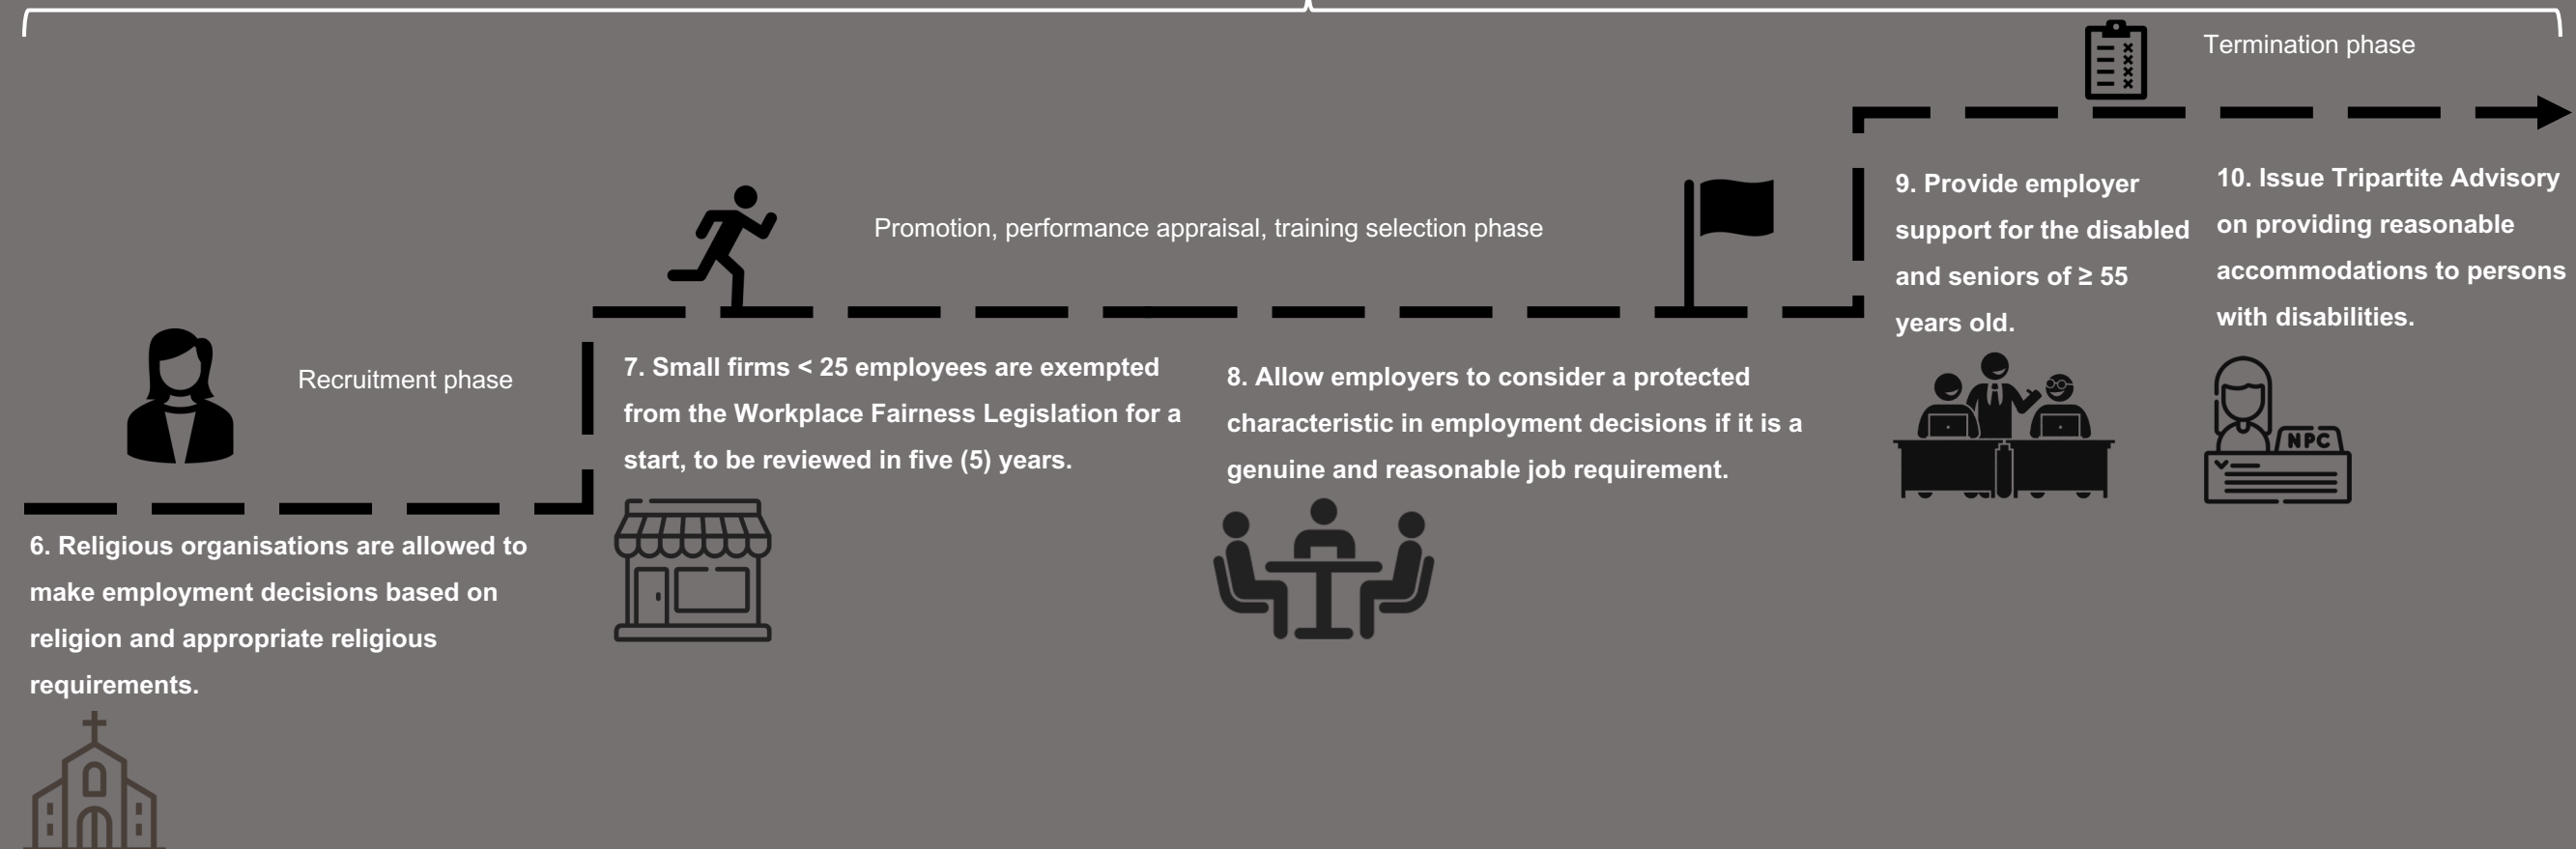 Termination phase
Promotion, performance appraisal, training selection phase
Recruitment phase
6. Religious organisations are allowed to
make employment decisions based on
religion and appropriate religious
requirements.
7. Small firms < 25 employees are exempted
from the Workplace Fairness Legislation for a
start, to be reviewed in five (5) years.
8. Allow employers to consider a protected
characteristic in employment decisions if it is a
genuine and reasonable job requirement.
9. Provide employer
support for the disabled
and seniors of ≥ 55
years old.
10. Issue Tripartite Advisory
on providing reasonable
accommodations to persons
with disabilities.
NPC